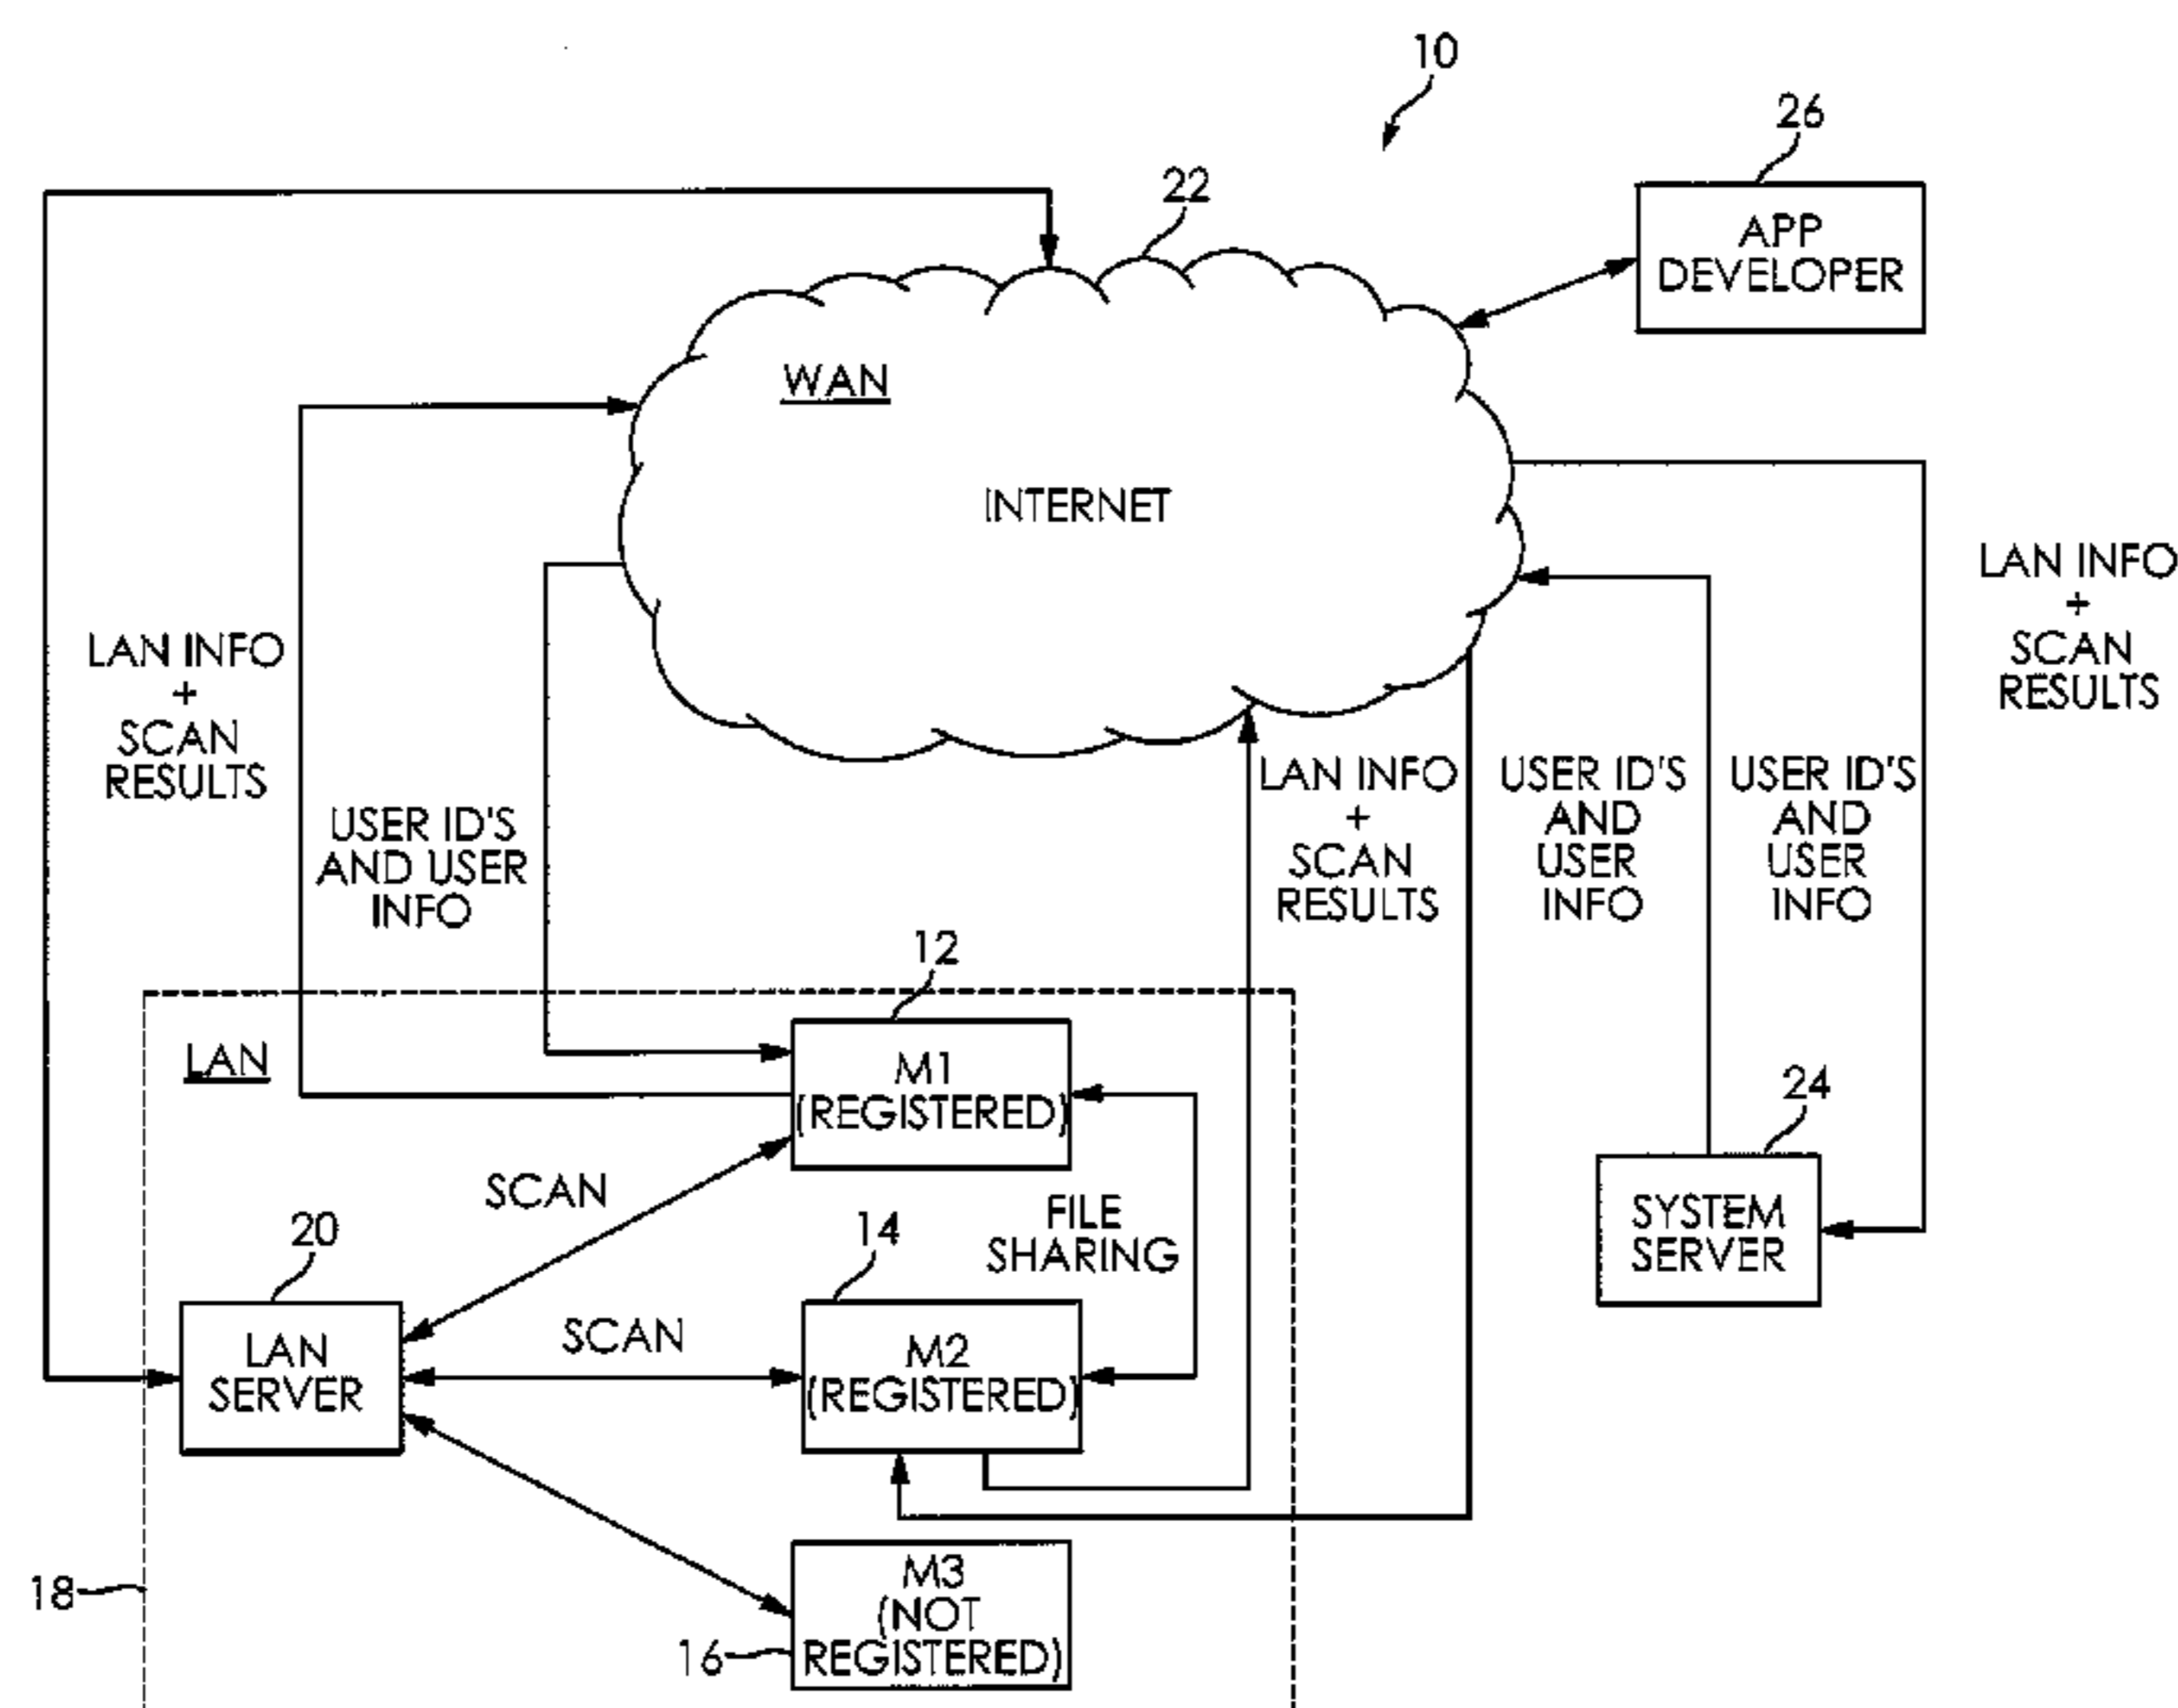 10
26
22
APP
DEVELOPER
WAN
INTERNET
LAN INFO
+
SCAN
RESULTS
LAN INFO
+
SCAN
RESULTS
USER ID'S
AND USER
INFO
LAN INFO
+
SCAN
RESULTS
USER ID'S
AND
USER
INFO
USER ID'S
AND
USER
INFO
12
LAN
M1
(REGISTERED)
24
SCAN
FILE
SHARING
SYSTEM
SERVER
20
14
SCAN
LAN
SERVER
M2
(REGISTERED)
18
M3
(NOT
REGISTERED)
16